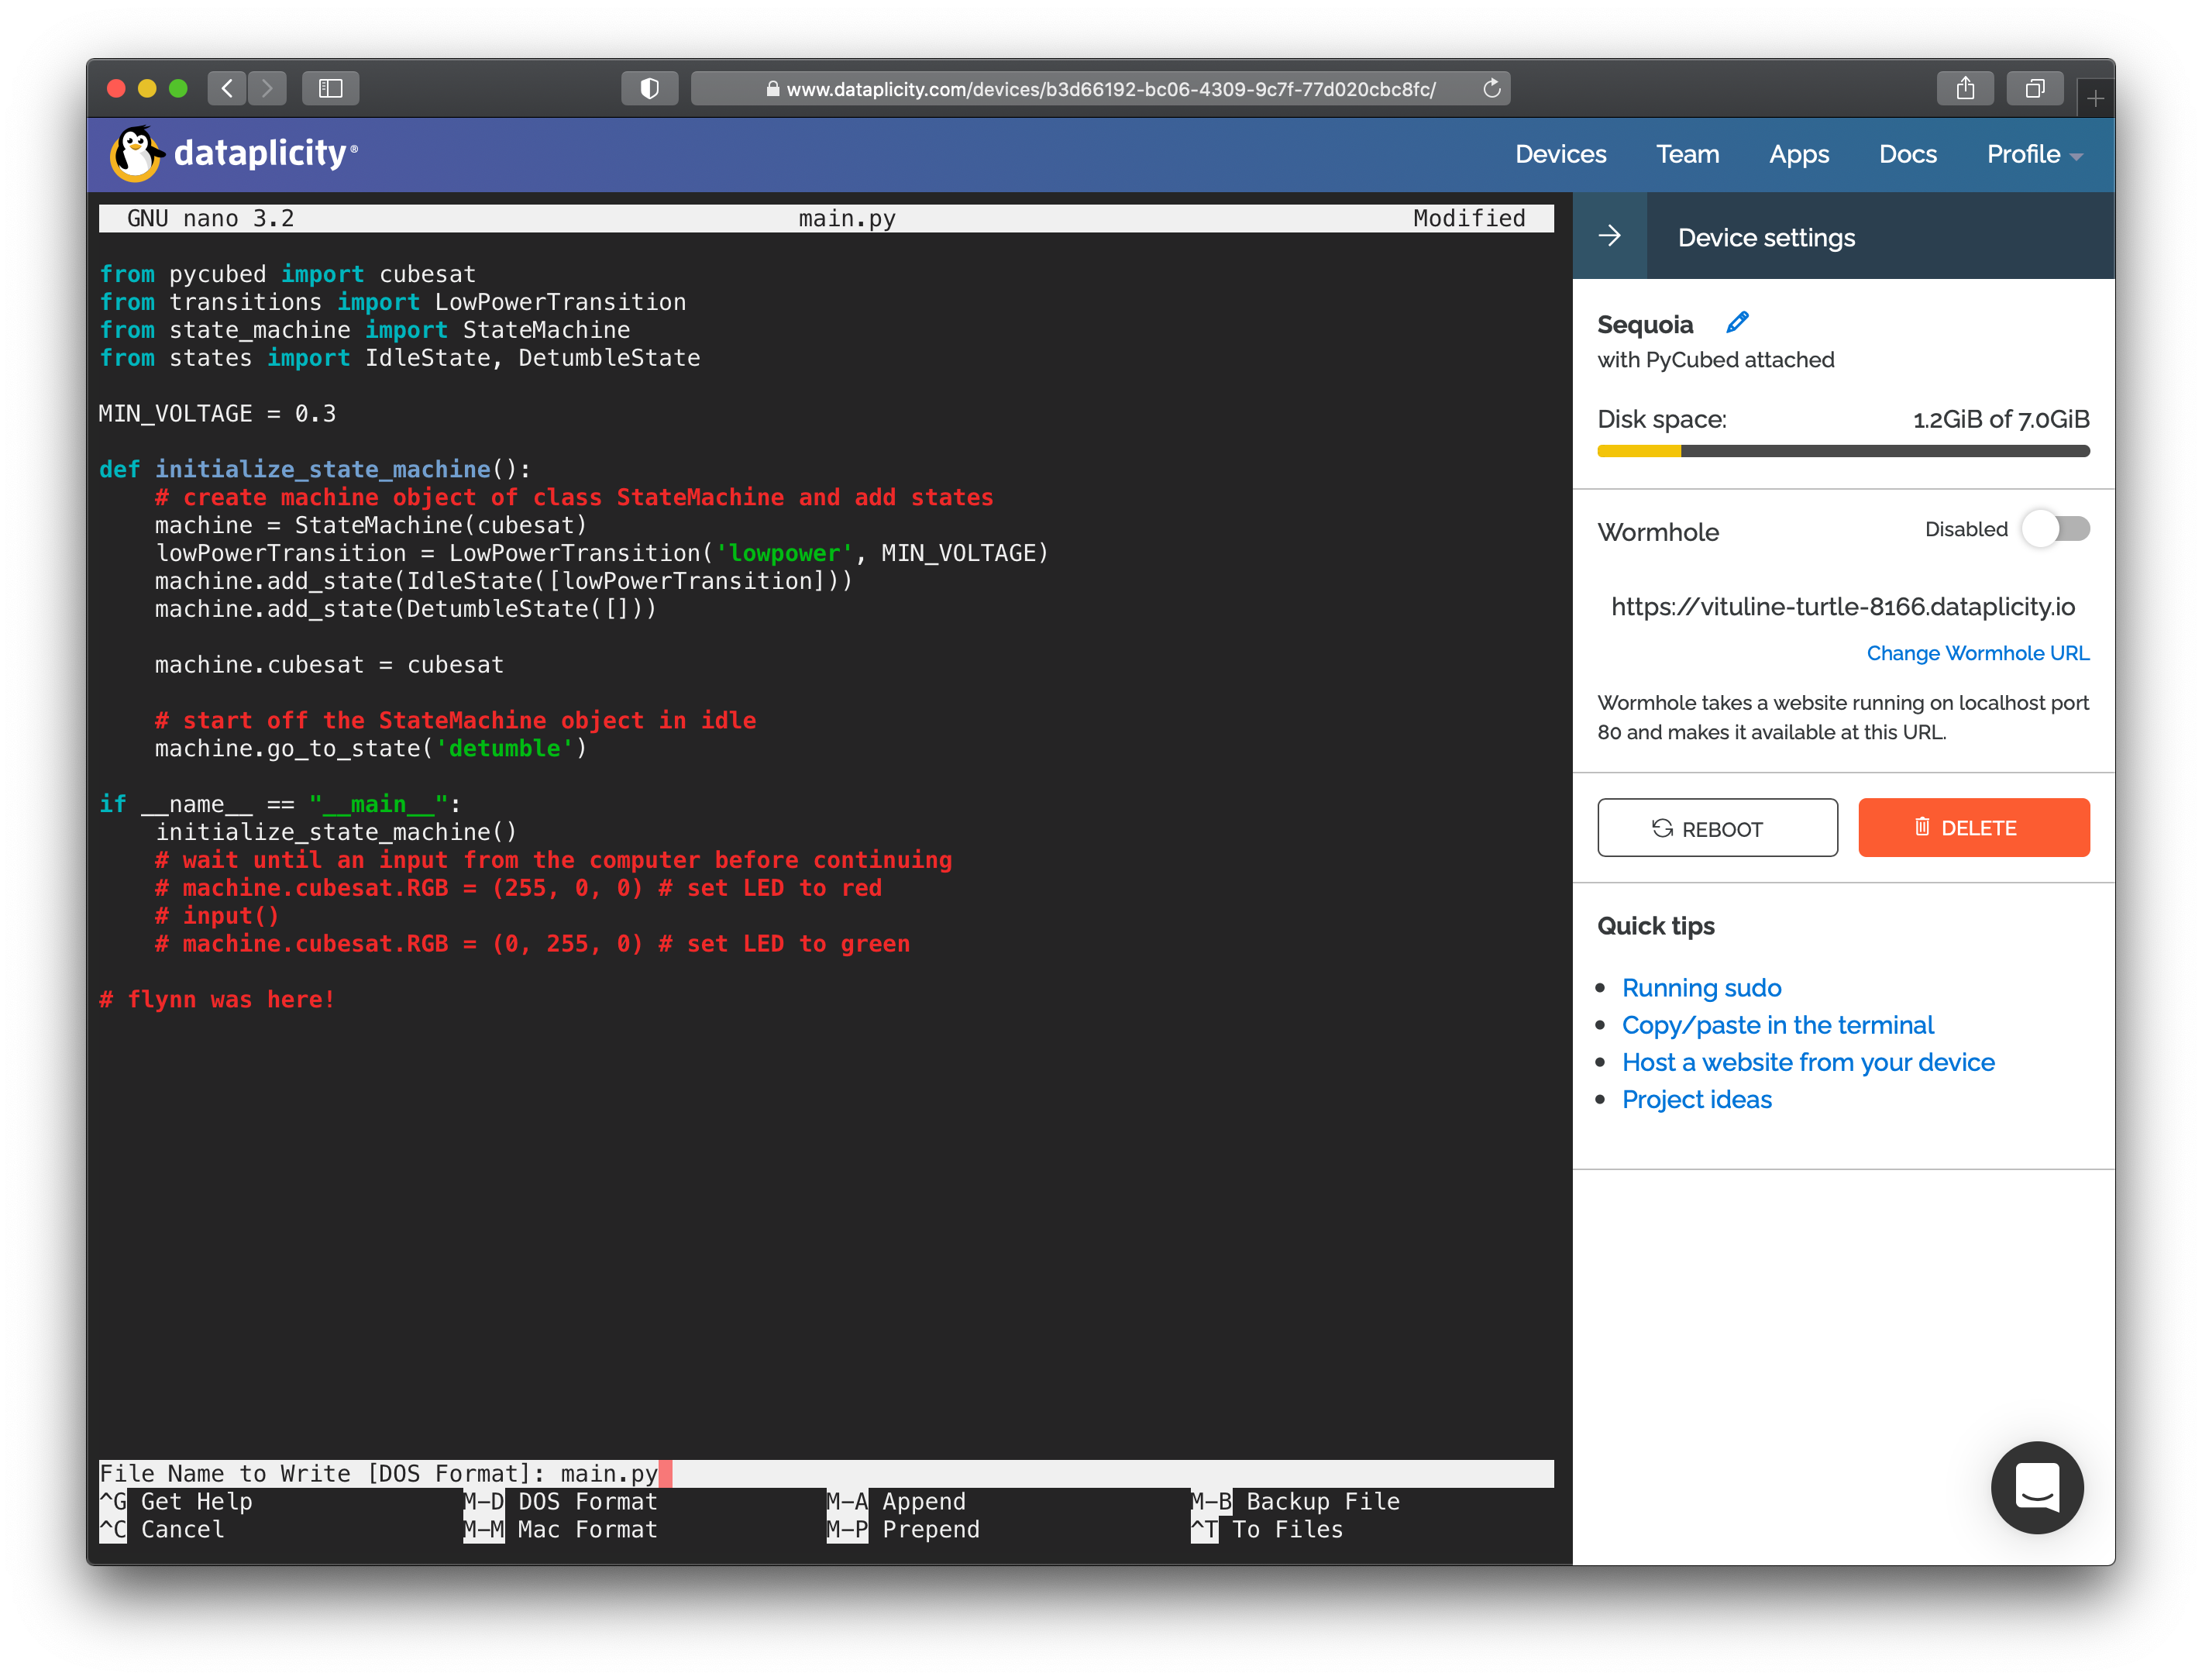 www.dataplicity.com/devices/b3d66192-bc06-4309-9c7f-77d020cbc8fc/
dataplicity®
Devices Team Apps Docs Profile
GNU nano 3.2 main.py Modified
from pycubed import cubesat
from transitions import LowPowerTransition
from state_machine import StateMachine
from states import IdleState, DetumbleState
MIN_VOLTAGE = 0.3
def initialize_state_machine():
    # create machine object of class StateMachine and add states
    machine = StateMachine(cubesat)
    lowPowerTransition = LowPowerTransition('lowpower', MIN_VOLTAGE)
    machine.add_state(IdleState([lowPowerTransition]))
    machine.add_state(DetumbleState([]))
    machine.cubesat = cubesat
    # start off the StateMachine object in idle
    machine.go_to_state('detumble')
if __name__ == "__main__":
    initialize_state_machine()
    # wait until an input from the computer before continuing
    # machine.cubesat.RGB = (255, 0, 0) # set LED to red
    # input()
    # machine.cubesat.RGB = (0, 255, 0) # set LED to green
# flynn was here!
File Name to Write [DOS Format]: main.py
^G Get Help M-D DOS Format M-A Append M-B Backup File
^C Cancel M-M Mac Format M-P Prepend ^T To Files
Device settings
Sequoia
with PyCubed attached
Disk space: 1.2GiB of 7.0GiB
Wormhole Disabled
https://vituline-turtle-8166.dataplicity.io
Change Wormhole URL
Wormhole takes a website running on localhost port
80 and makes it available at this URL.
REBOOT DELETE
Quick tips
• Running sudo
• Copy/paste in the terminal
• Host a website from your device
• Project ideas